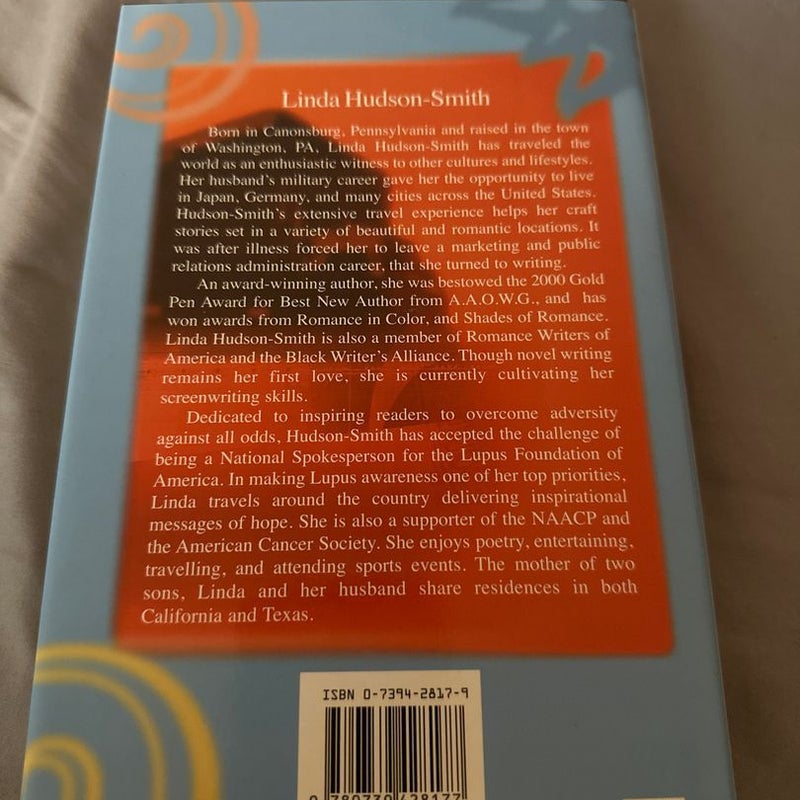 Linda Hudson-Smith
Born in Canonsburg, Pennsylvania and raised in the town
of Washington, PA, Linda Hudson-Smith has traveled the
world as an enthusiastic witness to other cultures and lifestyles.
Her husband's military career gave her the opportunity to live
in Japan, Germany, and many cities across the United States.
Hudson-Smith's extensive travel experience helps her craft
stories set in a variety of beautiful and romantic locations. It
was after illness forced her to leave a marketing and public
relations administration career, that she turned to writing.
An award-winning author, she was bestowed the 2000 Gold
Pen Award for Best New Author from A.A.O.W.G., and has
won awards from Romance in Color, and Shades of Romance.
Linda Hudson-Smith is also a member of Romance Writers of
America and the Black Writer's Alliance. Though novel writing
remains her first love, she is currently cultivating her
screenwriting skills.
Dedicated to inspiring readers to overcome adversity
against all odds, Hudson-Smith has accepted the challenge of
being a National Spokesperson for the Lupus Foundation of
America. In making Lupus awareness one of her top priorities,
Linda travels around the country delivering inspirational
messages of hope. She is also a supporter of the NAACP and
the American Cancer Society. She enjoys poetry, entertaining,
travelling, and attending sports events. The mother of two
sons, Linda and her husband share residences in both
California and Texas.
ISBN 0-7394-2817-9